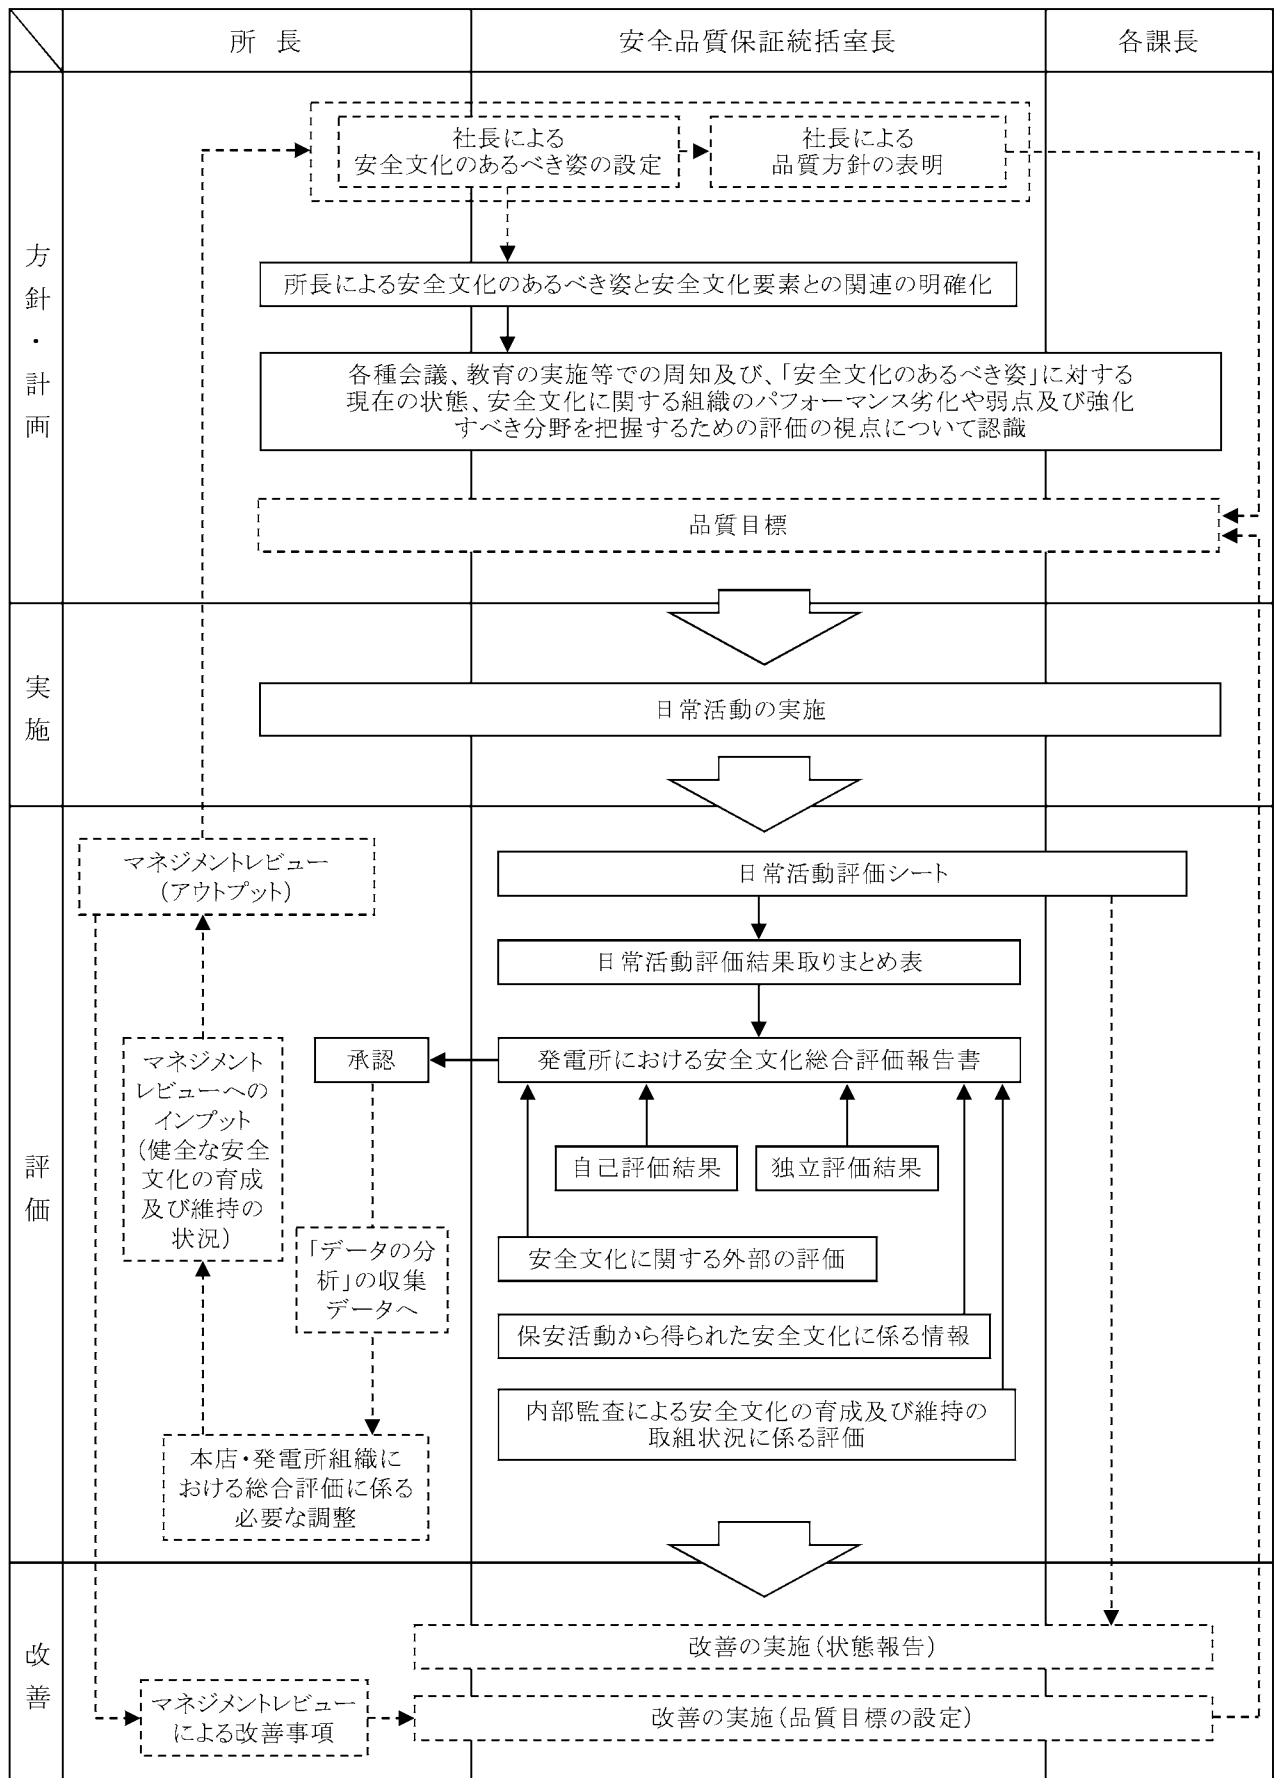 所 長
安全品質保証統括室長
各課長
方針・計画
社長による
安全文化のあるべき姿の設定
社長による
品質方針の表明
所長による安全文化のあるべき姿と安全文化要素との関連の明確化
各種会議、教育の実施等での周知及び、「安全文化のあるべき姿」に対する
現在の状態、安全文化に関する組織のパフォーマンス劣化や弱点及び強化
すべき分野を把握するための評価の視点について認識
品質目標
実施
日常活動の実施
評価
マネジメントレビュー
(アウトプット)
日常活動評価シート
日常活動評価結果取りまとめ表
マネジメント
レビューへの
インプット
(健全な安全
文化の育成
及び維持の
状況)
承認
発電所における安全文化総合評価報告書
自己評価結果
独立評価結果
「データの分
析」の収集
データへ
安全文化に関する外部の評価
保安活動から得られた安全文化に係る情報
内部監査による安全文化の育成及び維持の
取組状況に係る評価
本店・発電所組織に
おける総合評価に係る
必要な調整
改善
改善の実施(状態報告)
マネジメントレビュー
による改善事項
改善の実施(品質目標の設定)